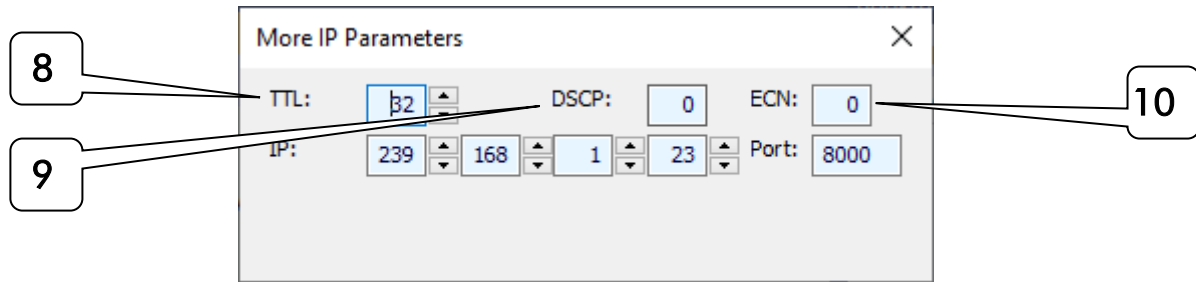 More IP Parameters
8
TTL: 32 DSCP: 0 ECN: 0
10
IP: 239 168 1 23 Port: 8000
9